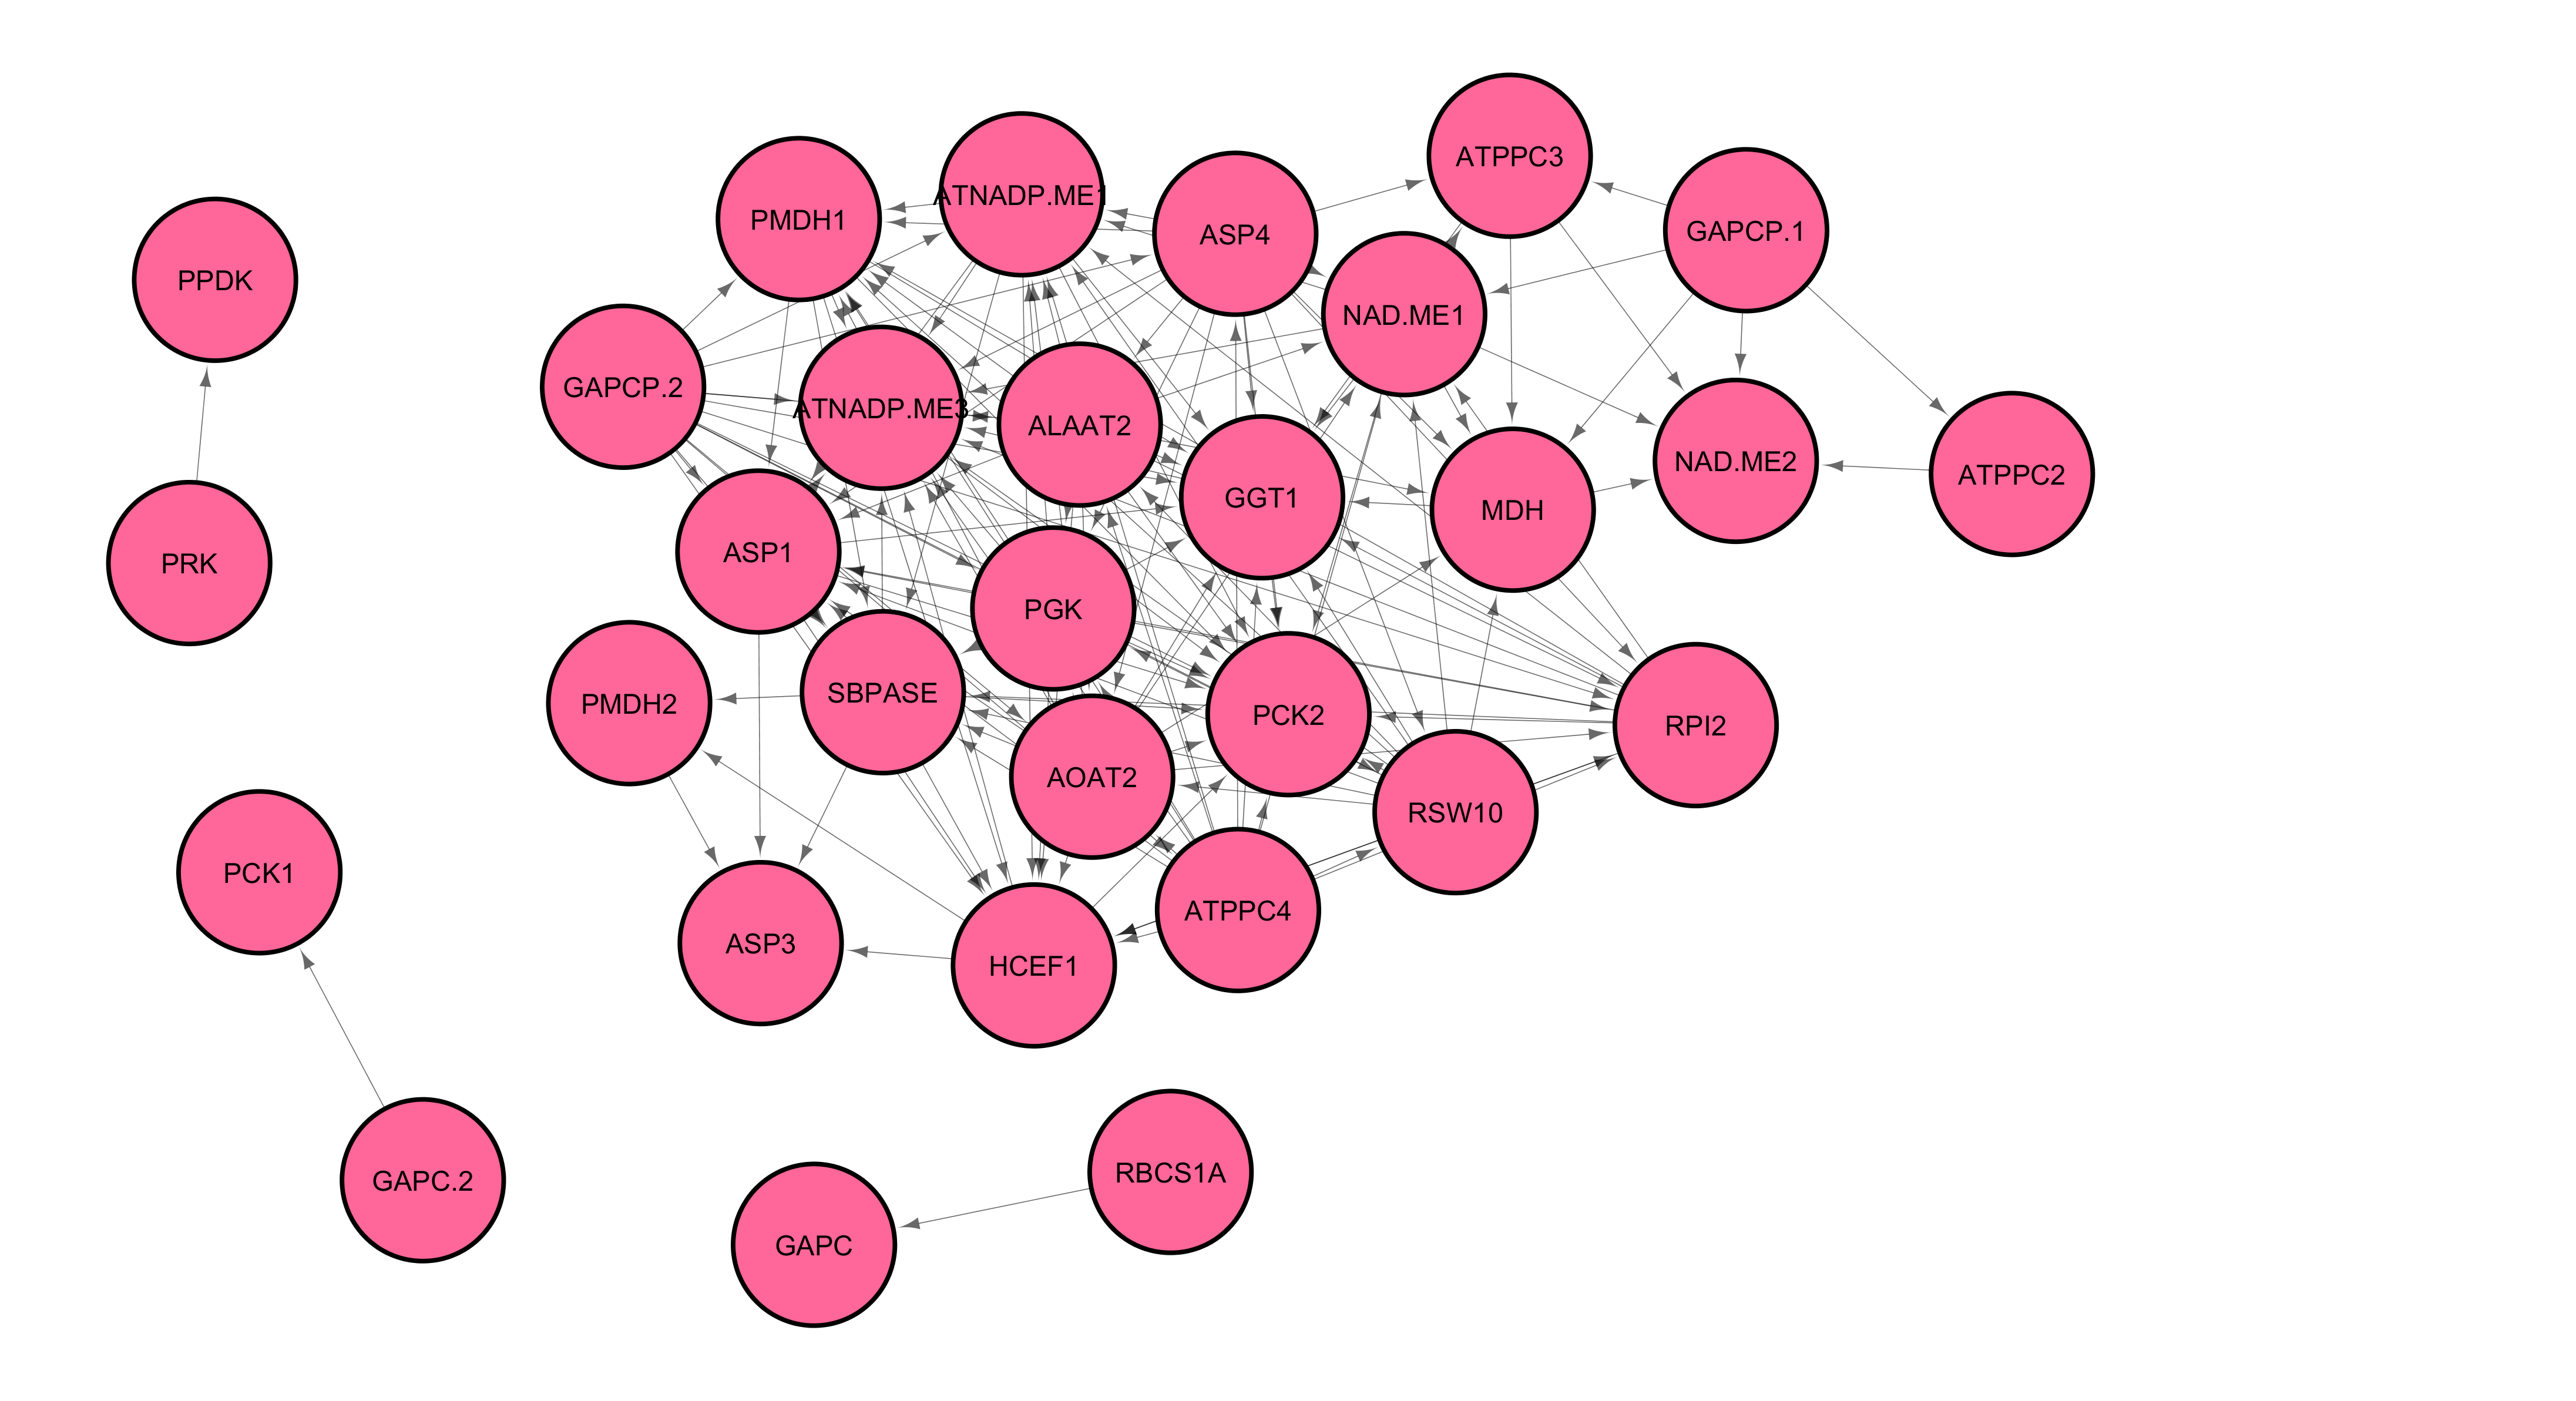 ATPPC3
ATNADP.ME1
PMDH1
ASP4
GAPCP.1
PPDK
NAD.ME1
GAPCP.2
ATNADP.ME3
ALAAT2
NAD.ME2
ATPPC2
GGT1
MDH
ASP1
PRK
PGK
SBPASE
PMDH2
PCK2
RPI2
AOAT2
RSW10
PCK1
ATPPC4
ASP3
HCEF1
RBCS1A
GAPC.2
GAPC